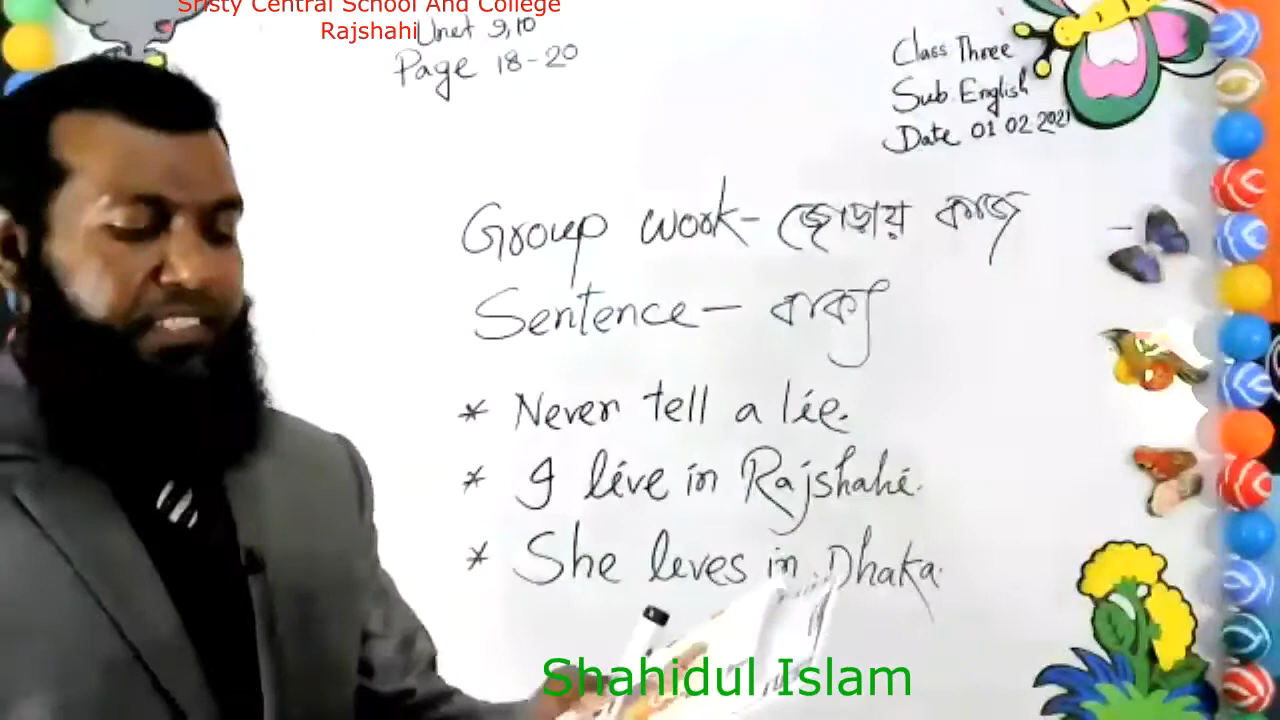 Sristy Central School And College
Rajshahi
Unet 9,10
Page 18-20
Class Three
Sub. English
Date 01 02 2021
Group work- জোড়ায় কাজ
Sentence- বাক্য
* Never tell a lie.
* I live in Rajshahi.
* She leves in Dhaka.
Shahidul Islam